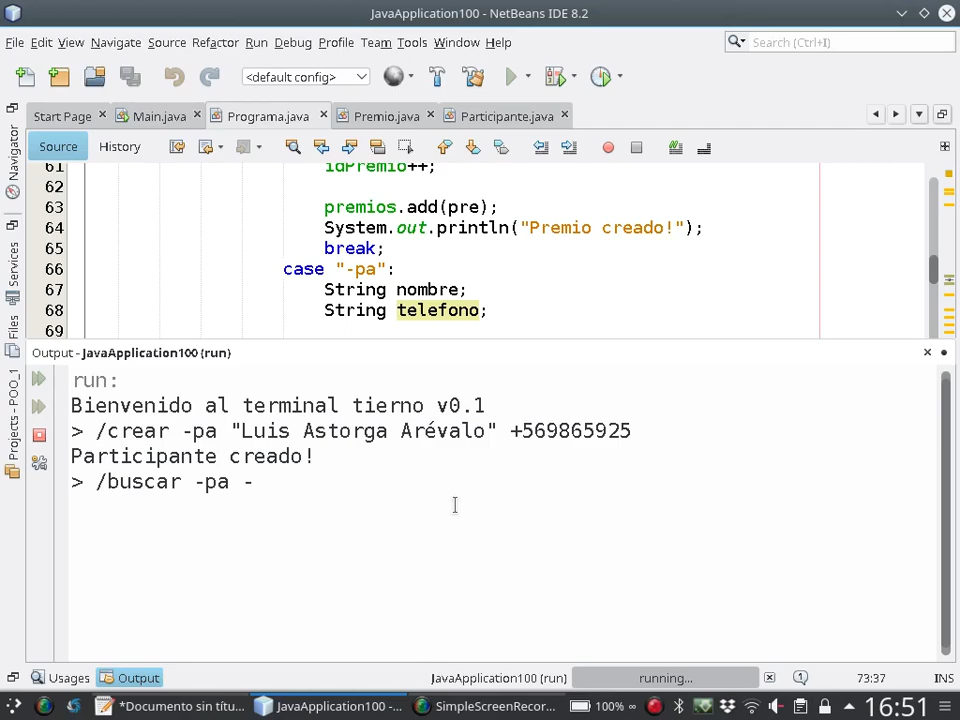 JavaApplication100 - NetBeans IDE 8.2
File Edit View Navigate Source Refactor Run Debug Profile Team Tools Window Help
Search (Ctrl+I)
<default config>
Start Page
Main.java
Programa.java
Premio.java
Participante.java
Source History
61 idPremio++;
62
63 premios.add(pre);
64 System.out.println("Premio creado!");
65 break;
66 case "-pa":
67 String nombre;
68 String telefono;
69
Navigator
Services
Files
Projects - POO_1
Output - JavaApplication100 (run)
run:
Bienvenido al terminal tierno v0.1
> /crear -pa "Luis Astorga Arévalo" +569865925
Participante creado!
> /buscar -pa -
Usages Output
JavaApplication100 (run) running... 1 73:37 INS
*Documento sin títu... JavaApplication100 -... SimpleScreenRecor... 100% 16:51